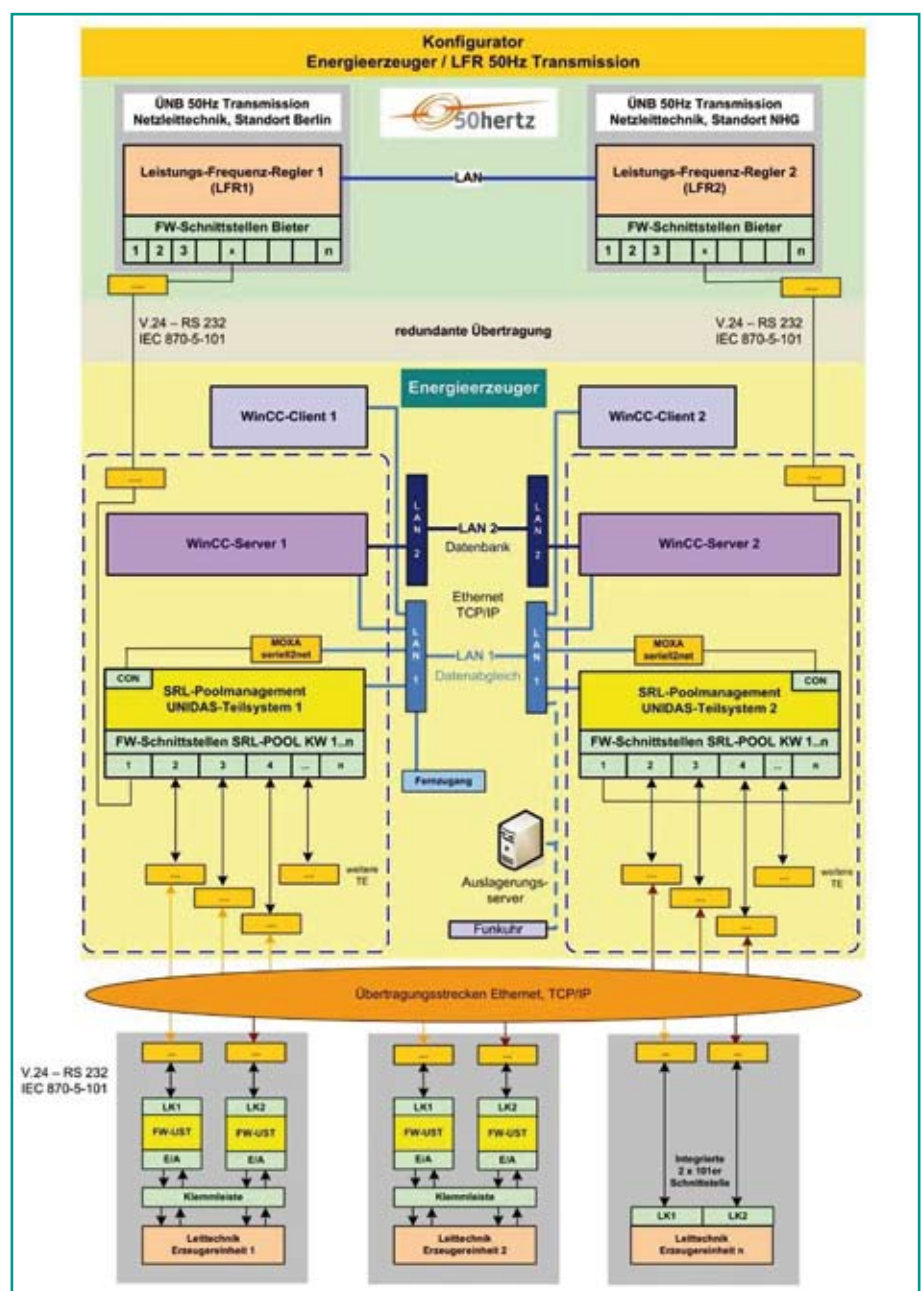 Konfigurator
Energieerzeuger / LFR 50Hz Transmission
ÜNB 50Hz Transmission
Netzleittechnik, Standort Berlin
50hertz
ÜNB 50Hz Transmission
Netzleittechnik, Standort NHG
Leistungs-Frequenz-Regler 1
(LFR1)
LAN
Leistungs-Frequenz-Regler 2
(LFR2)
FW-Schnittstellen Bieter
1 2 3 x n
FW-Schnittstellen Bieter
1 2 3 x n
....
....
V.24 – RS 232
IEC 870-5-101
redundante Übertragung
V.24 – RS 232
IEC 870-5-101
Energieerzeuger
WinCC-Client 1
WinCC-Client 2
....
....
WinCC-Server 1
LAN 2
LAN 2
Datenbank
LAN 2
WinCC-Server 2
Ethernet
TCP/IP
MOXA
seriell2net
LAN 1
LAN 1
Datenabgleich
LAN 1
MOXA
seriell2net
CON
SRL-Poolmanagement
UNIDAS-Teilsystem 1
CON
SRL-Poolmanagement
UNIDAS-Teilsystem 2
FW-Schnittstellen SRL-POOL KW 1..n
1 2 3 4 ... n
FW-Schnittstellen SRL-POOL KW 1..n
1 2 3 4 ... n
Fernzugang
...
...
...
...
weitere
TE
Auslagerungs-
server
Funkuhr
...
...
...
...
weitere
TE
Übertragungsstrecken Ethernet, TCP/IP
V.24 – RS 232
IEC 870-5-101
...
...
LK1
LK2
FW-UST
FW-UST
E/A
E/A
Klemmleiste
Leittechnik
Erzeugereinheit 1
...
...
LK1
LK2
FW-UST
FW-UST
E/A
E/A
Klemmleiste
Leittechnik
Erzeugereinheit 2
...
...
Integrierte
2 x 101er
Schnittstelle
LK1
LK2
Leittechnik
Erzeugereinheit n